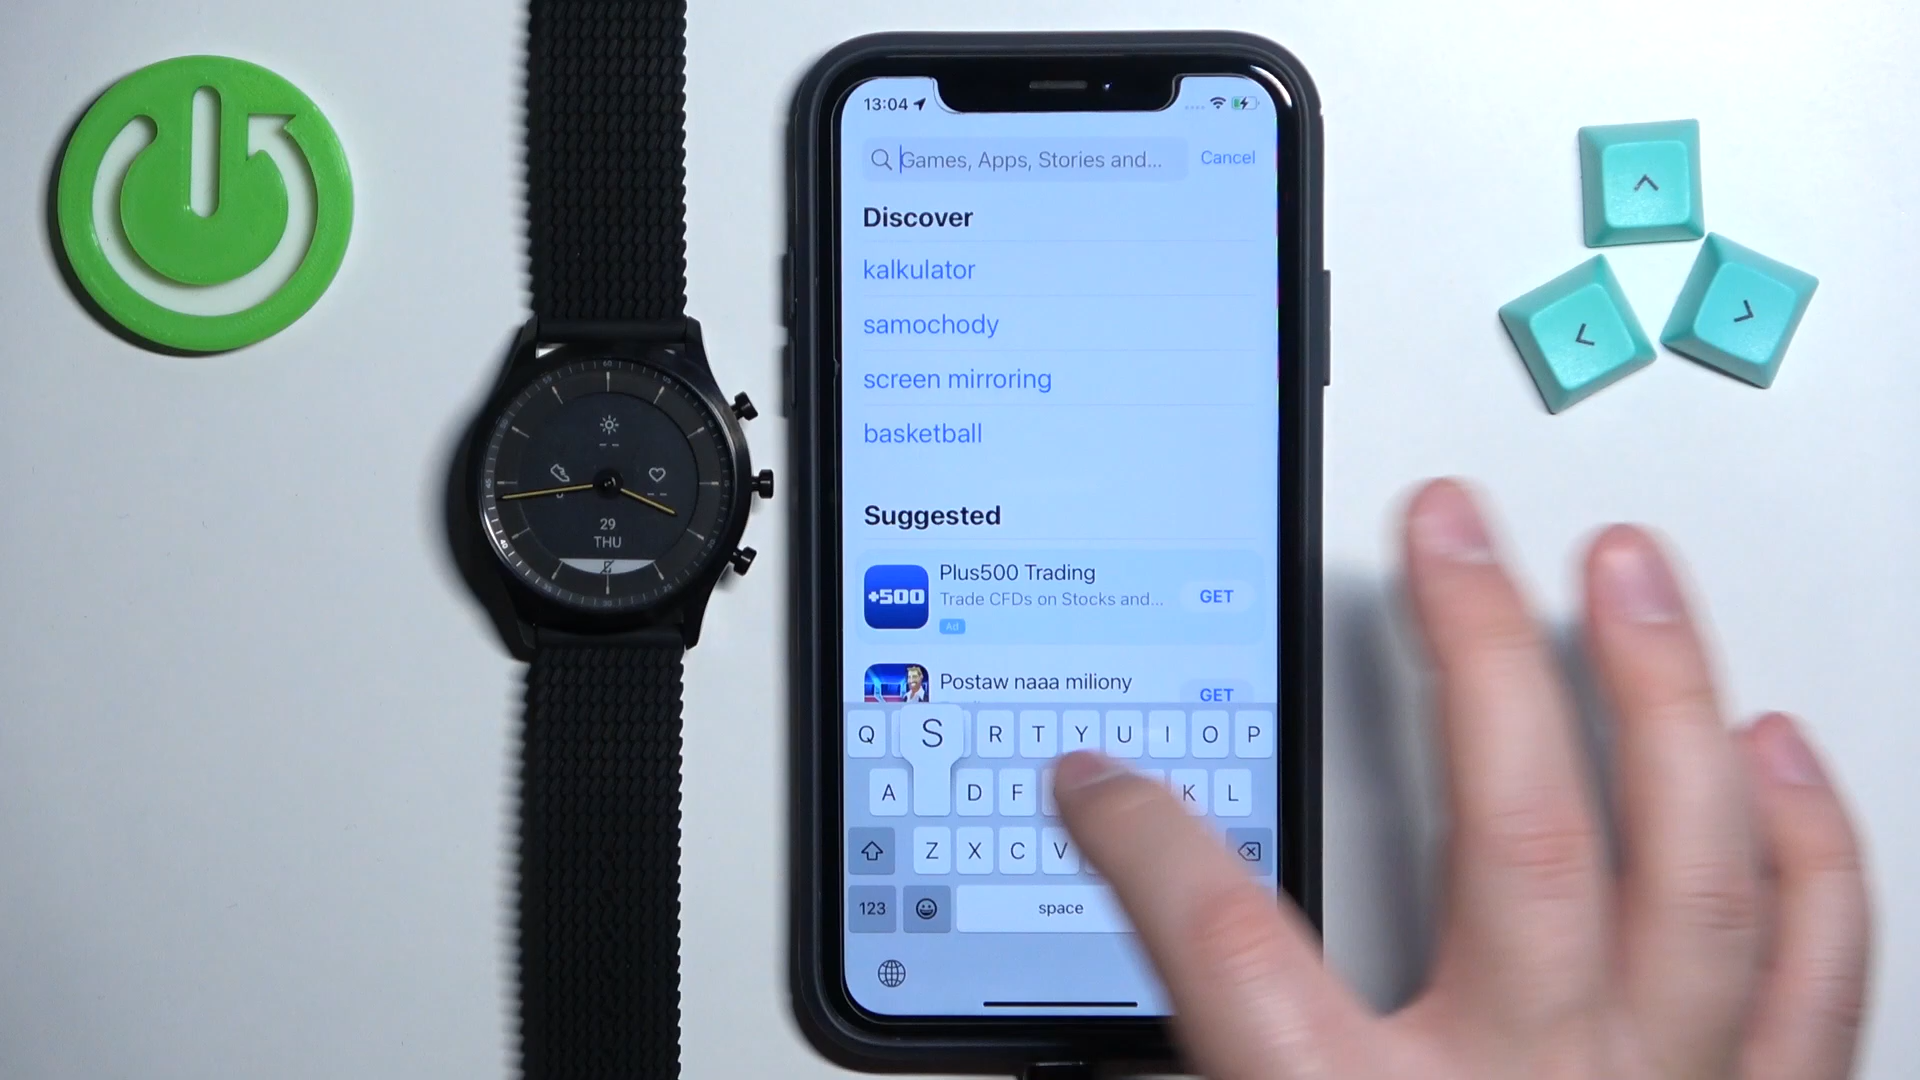 13:04
Games, Apps, Stories and...
Cancel
Discover
kalkulator
samochody
screen mirroring
basketball
Suggested
Plus500 Trading
Trade CFDs on Stocks and...
GET
+500
Ad
Postaw naaa miliony
GET
Q S R T Y U I O P
A D F K L
Z X C V
123 space
29
THU